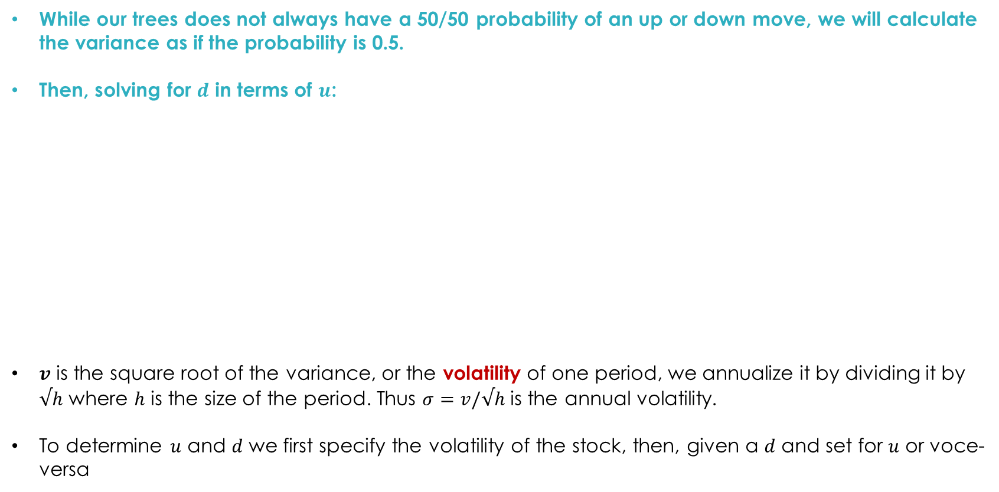 • While our trees does not always have a 50/50 probability of an up or down move, we will calculate
the variance as if the probability is 0.5.
• Then, solving for d in terms of u:
• v is the square root of the variance, or the volatility of one period, we annualize it by dividing it by
√h where h is the size of the period. Thus σ = v/√h is the annual volatility.
• To determine u and d we first specify the volatility of the stock, then, given a d and set for u or voce-
versa